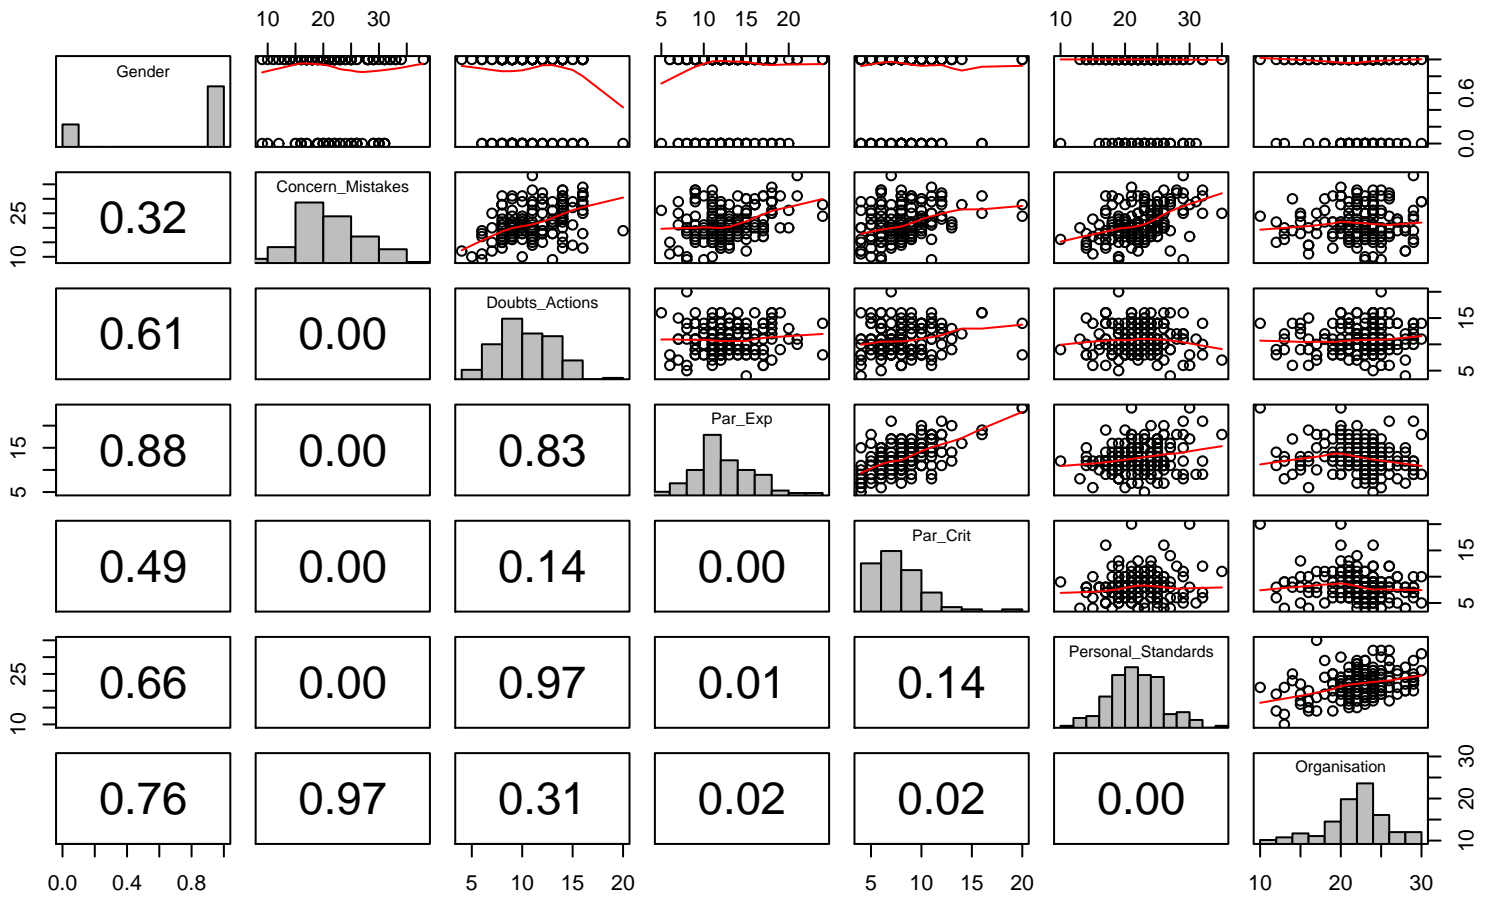 10 20 30 5 10 15 20 10 20 30
Gender
0.0 0.6
0.32 Concern_Mistakes
10 25
0.61 0.00 Doubts_Actions
5 15
0.88 0.00 0.83 Par_Exp
5 15
0.49 0.00 0.14 0.00 Par_Crit
5 15
0.66 0.00 0.97 0.01 0.14 Personal_Standards
10 25
0.76 0.97 0.31 0.02 0.02 0.00 Organisation
10 20 30
0.0 0.4 0.8 5 10 15 20 5 10 15 20 10 20 30